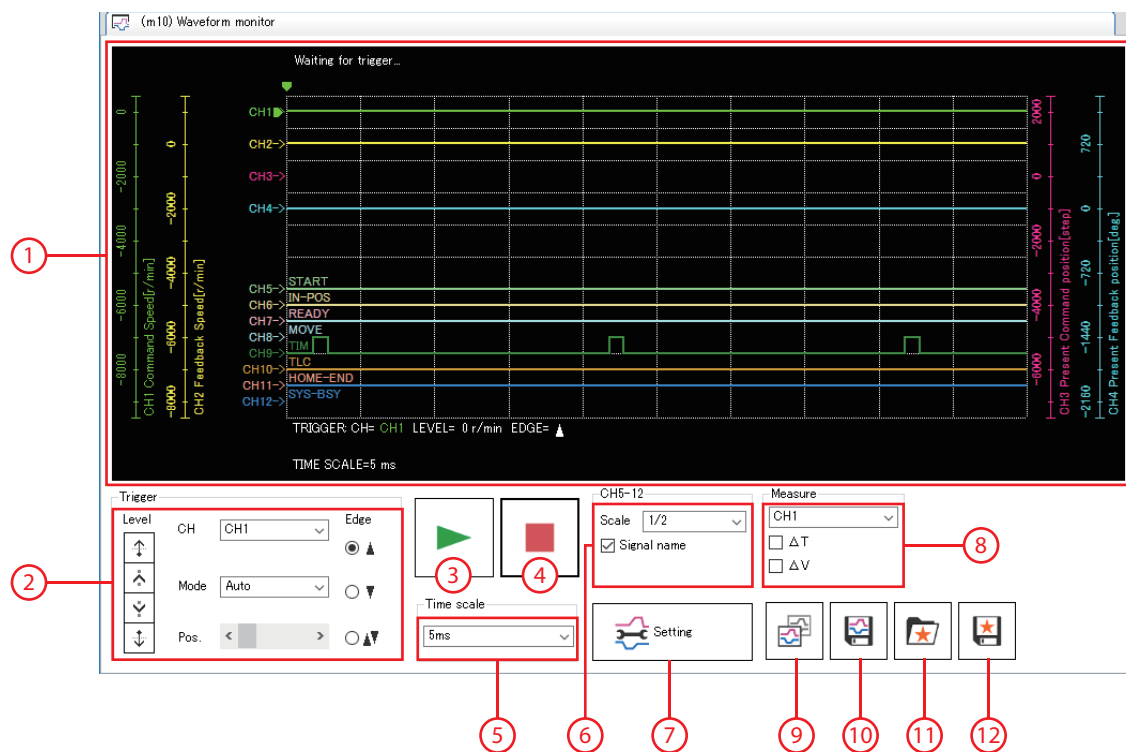 (m10) Waveform monitor
Waiting for trigger...
0
-2000
-4000
-6000
-8000
CH1 Command Speed[r/min]
0
-2000
-4000
-6000
-8000
CH2 Feedback Speed[r/min]
CH1
CH2->
CH3->
CH4->
CH5-> START
CH6-> IN-POS
CH7-> READY
CH8-> MOVE
CH9-> TIM
CH10-> TLC
CH11-> HOME-END
CH12-> SYS-BSY
2000
0
-2000
-4000
-6000
CH3 Present Command position[step]
720
0
-720
-1440
-2160
CH4 Present Feedback position[deg.]
TRIGGER: CH= CH1 LEVEL= 0 r/min EDGE=
TIME SCALE=5 ms
1
Trigger
Level
CH CH1
Edge
Mode Auto
Pos.
2
3
4
Time scale
5ms
5
CH5-12
Scale 1/2
Signal name
6
Setting
7
Measure
CH1
ΔT
ΔV
8
9
10
11
12